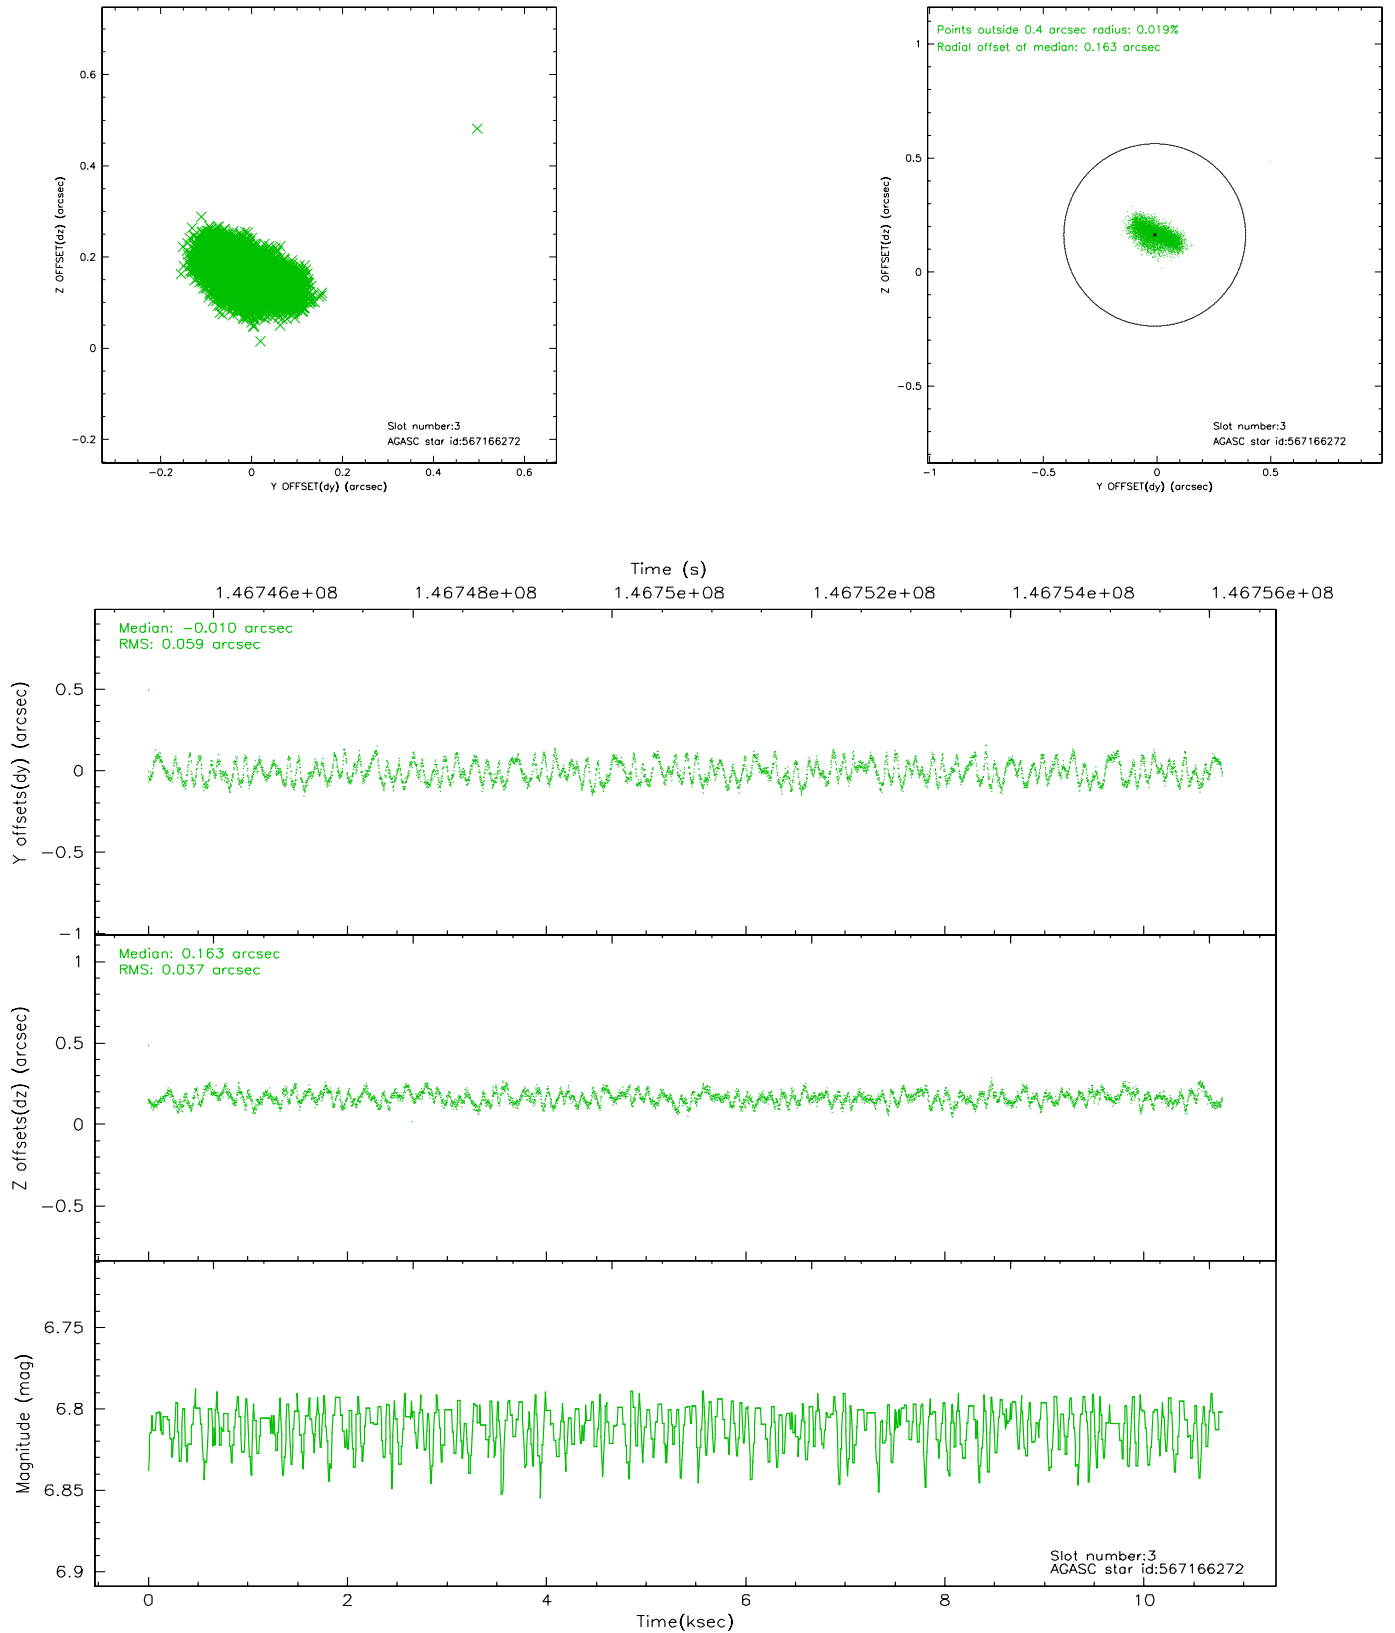 0.6
0.4
0.2
0
−0.2
Z OFFSET(dz) (arcsec)
Slot number:3
AGASC star id:567166272
−0.2 0 0.2 0.4 0.6
Y OFFSET(dy) (arcsec)
Points outside 0.4 arcsec radius: 0.019%
Radial offset of median: 0.163 arcsec
1
0.5
0
−0.5
Z OFFSET(dz) (arcsec)
Slot number:3
AGASC star id:567166272
−1 −0.5 0 0.5
Y OFFSET(dy) (arcsec)
Time (s)
1.46746e+08 1.46748e+08 1.4675e+08 1.46752e+08 1.46754e+08 1.46756e+08
Median: −0.010 arcsec
RMS: 0.059 arcsec
0.5
0
−0.5
−1
Y offsets(dy) (arcsec)
Median: 0.163 arcsec
RMS: 0.037 arcsec
1
0.5
0
−0.5
Z offsets(dz) (arcsec)
6.75
6.8
6.85
6.9
Magnitude (mag)
Slot number:3
AGASC star id:567166272
0 2 4 6 8 10
Time(ksec)